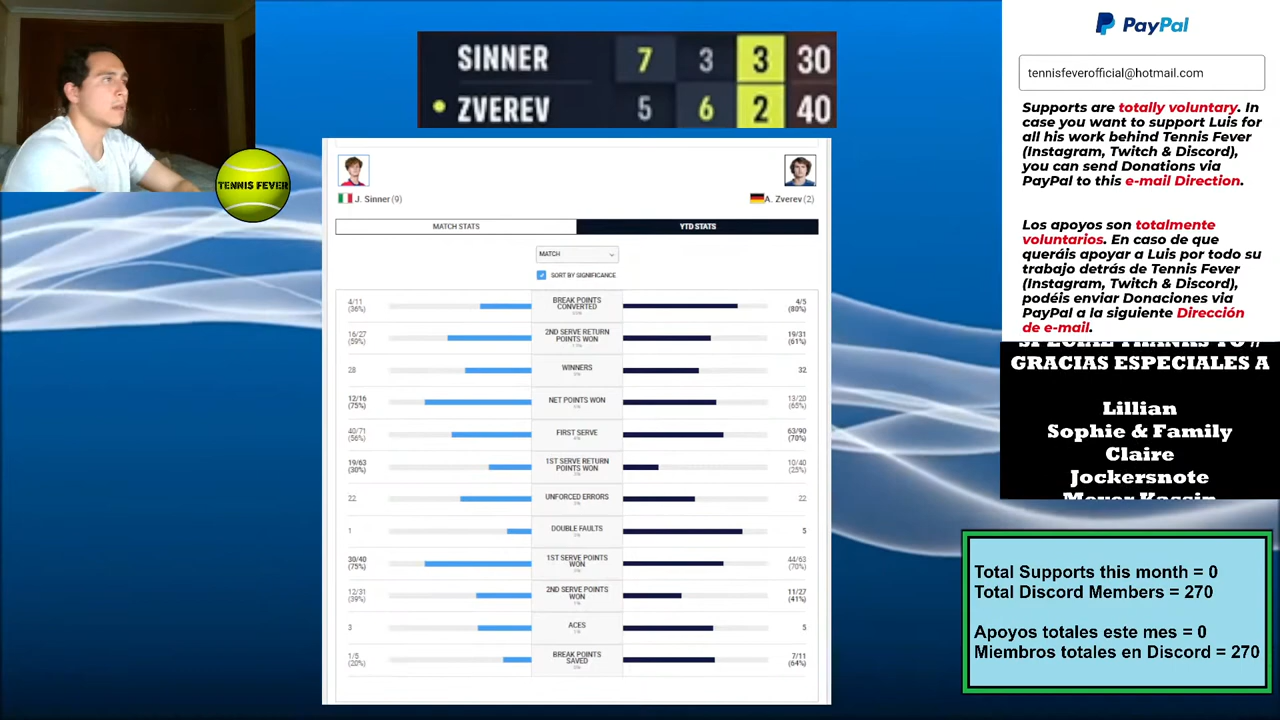 SINNER 7 3 3 30
ZVEREV 5 6 2 40
TENNIS FEVER
J. Sinner (9)
A. Zverev (2)
MATCH STATS
YTD STATS
MATCH
SORT BY SIGNIFICANCE
4/11 (36%) BREAK POINTS CONVERTED 4/5 (80%)
16/27 (59%) 2ND SERVE RETURN POINTS WON 19/31 (61%)
28 WINNERS 32
12/16 (75%) NET POINTS WON 13/20 (65%)
40/71 (56%) FIRST SERVE 63/90 (70%)
19/63 (30%) 1ST SERVE RETURN POINTS WON 10/40 (25%)
22 UNFORCED ERRORS 22
1 DOUBLE FAULTS 5
30/40 (75%) 1ST SERVE POINTS WON 44/63 (70%)
12/31 (39%) 2ND SERVE POINTS WON 11/27 (41%)
3 ACES 5
1/5 (20%) BREAK POINTS SAVED 7/11 (64%)
PayPal
tennisfeverofficial@hotmail.com
Supports are totally voluntary. In
case you want to support Luis for
all his work behind Tennis Fever
(Instagram, Twitch & Discord),
you can send Donations via
PayPal to this e-mail Direction.
Los apoyos son totalmente
voluntarios. En caso de que
queráis apoyar a Luis por todo su
trabajo detrás de Tennis Fever
(Instagram, Twitch & Discord),
podéis enviar Donaciones via
PayPal a la siguiente Dirección
de e-mail.
SPECIAL THANKS TO //
GRACIAS ESPECIALES A
Lillian
Sophie & Family
Claire
Jockersnote
Meyer Kassin
Total Supports this month = 0
Total Discord Members = 270
Apoyos totales este mes = 0
Miembros totales en Discord = 270